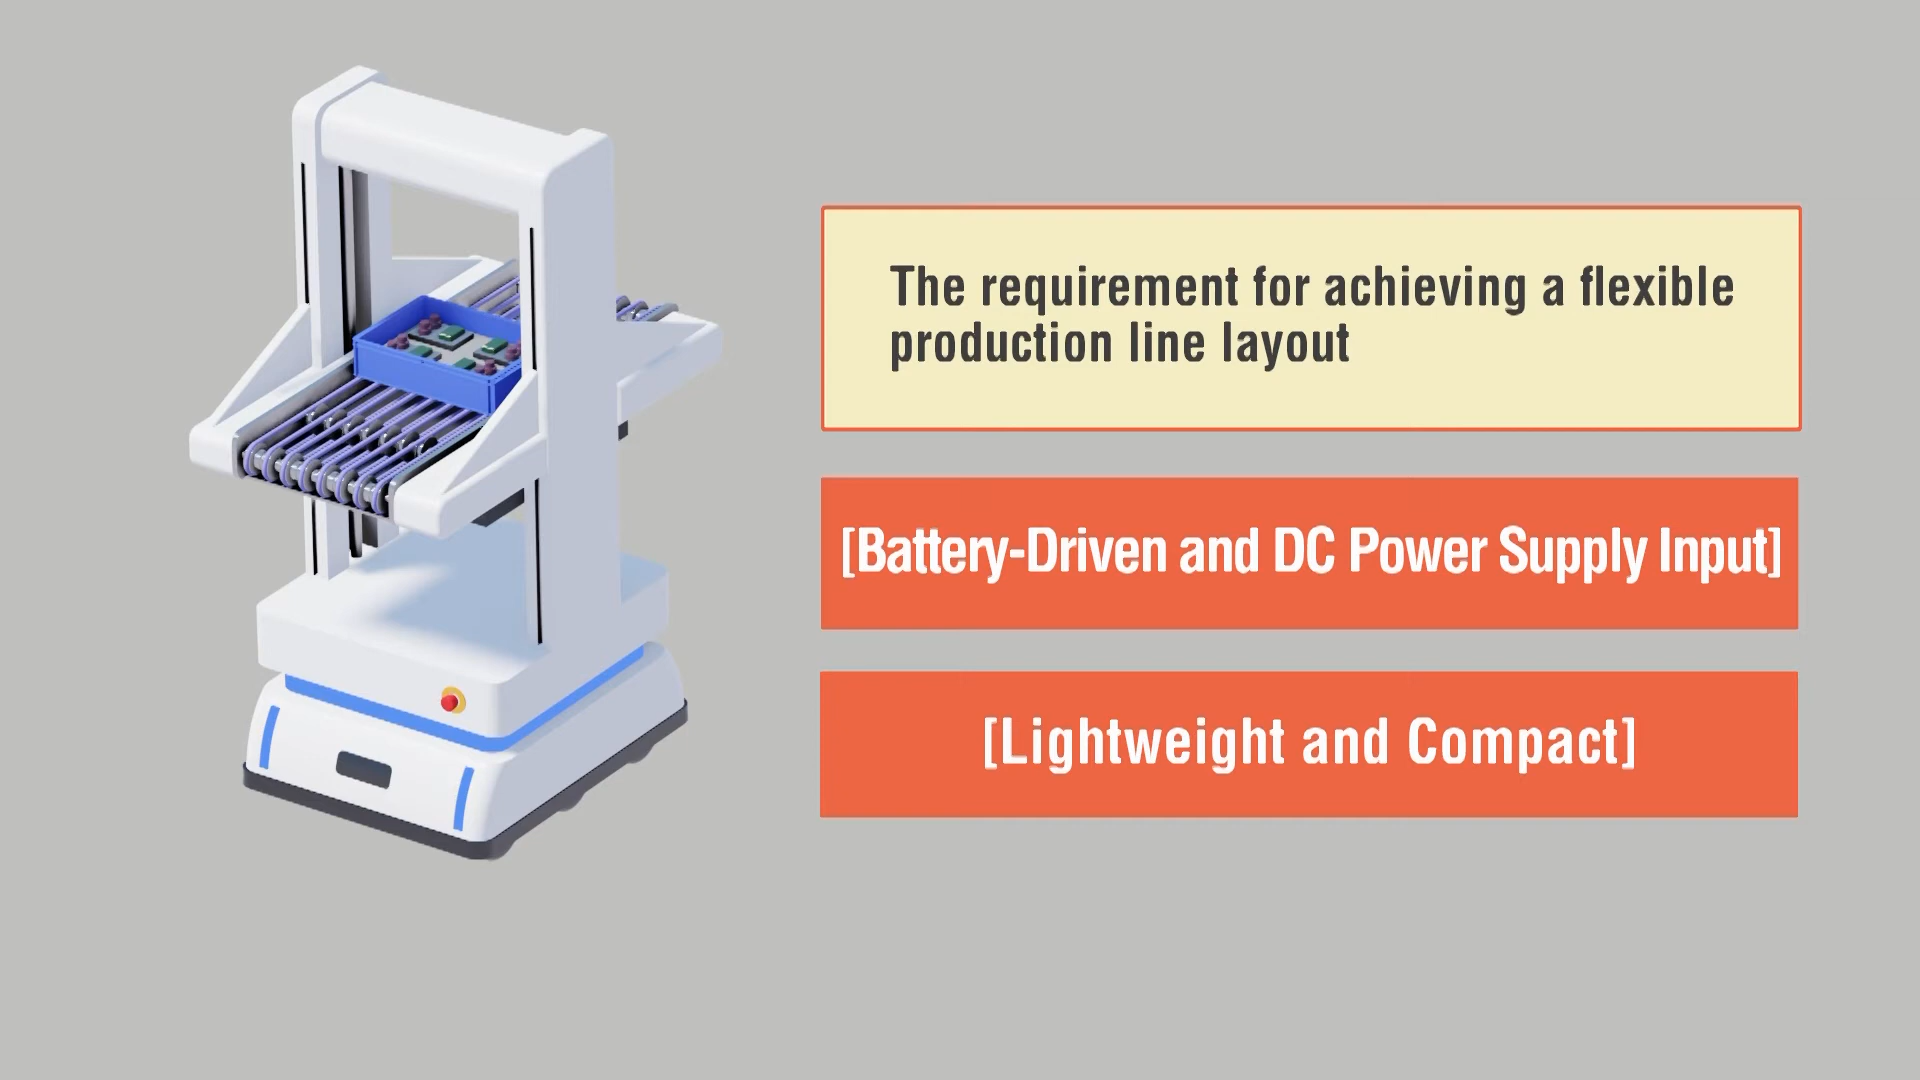 The requirement for achieving a flexible
production line layout
[Battery-Driven and DC Power Supply Input]
[Lightweight and Compact]